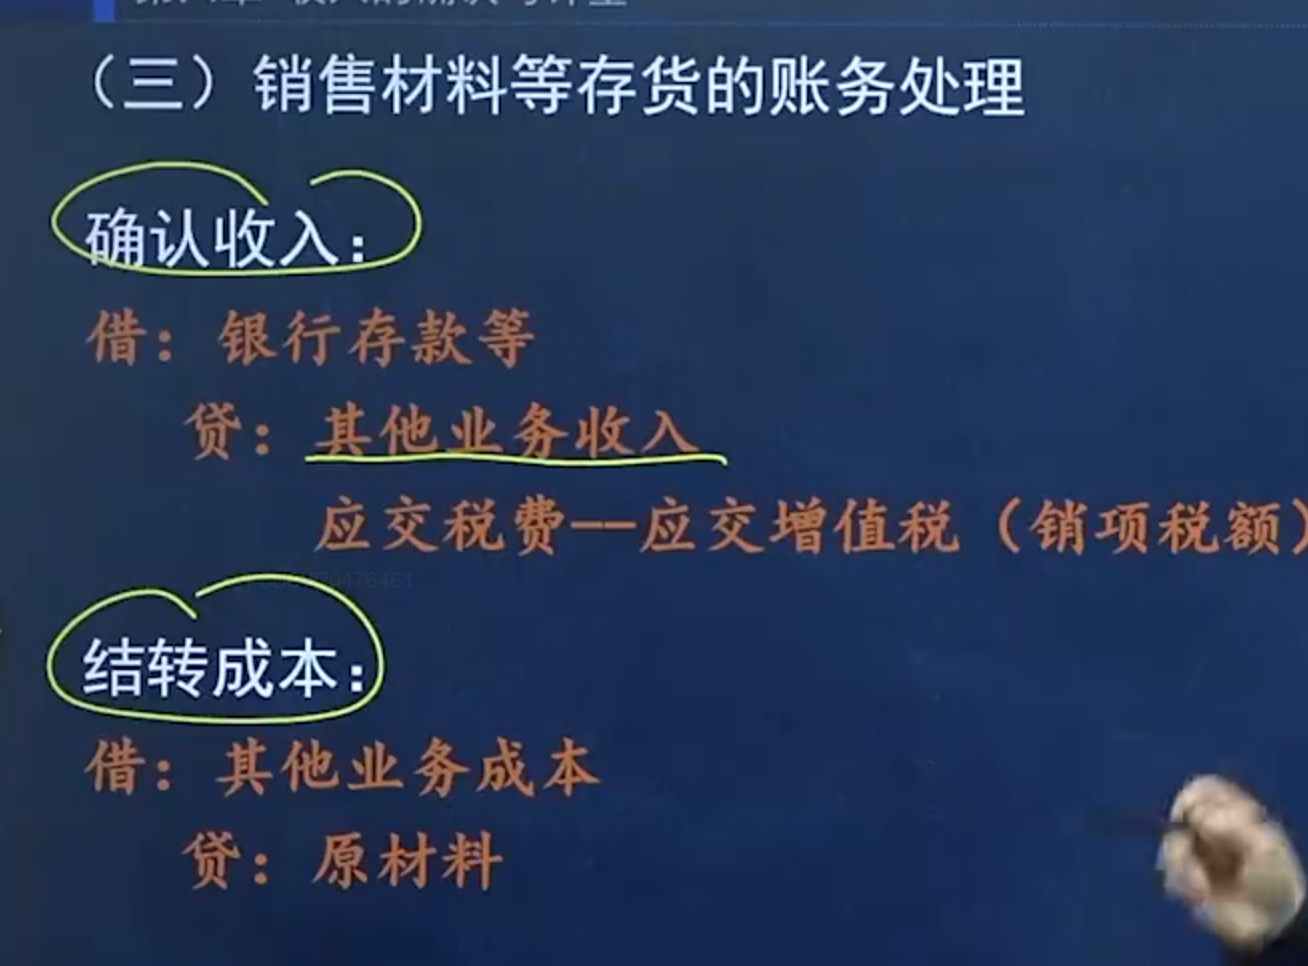 （三）销售材料等存货的账务处理
确认收入：
借：银行存款等
贷：其他业务收入
应交税费——应交增值税（销项税额）
结转成本：
借：其他业务成本
贷：原材料